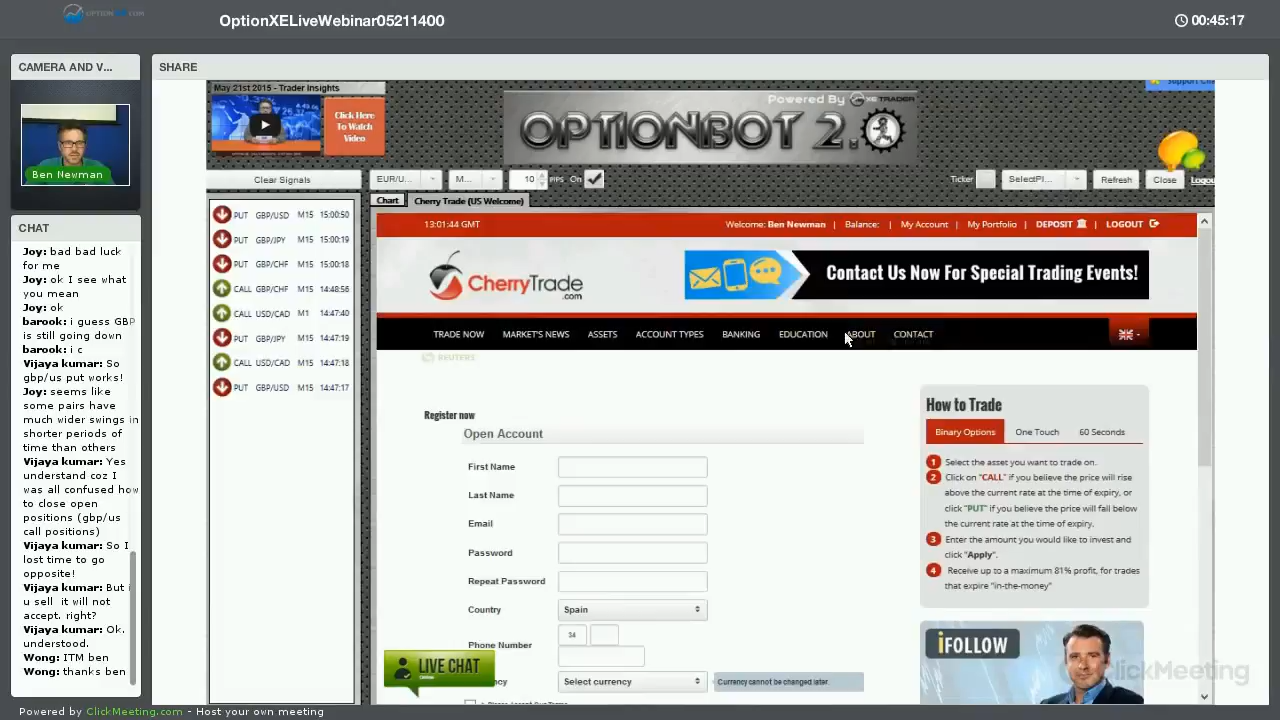 OptionXELiveWebinar05211400
00:45:17
CAMERA AND V...
Ben Newman
CHAT
Joy: bad bad luck
for me
Joy: ok I see what
you mean
Joy: ok
barook: i guess GBP
is still going down
barook: i c
Vijaya kumar: So
gbp/us put works!
Joy: seems like
some pairs have
much wider swings in
shorter periods of
time than others
Vijaya kumar: Yes
understand coz I
was all confused how
to close open
positions (gbp/us
call positions)
Vijaya kumar: So I
lost time to go
opposite!
Vijaya kumar: But i
u sell it will not
accept. right?
Vijaya kumar: Ok.
understood.
Wong: ITM ben
Wong: thanks ben
SHARE
May 21st 2015 - Trader Insights
Click Here
To Watch
Video
Powered By XE TRADER
OPTIONBOT 2.0
Support Cha
Clear Signals
EUR/U...
M...
10
PIPS On
Ticker
SelectPl...
Refresh
Close
Logou
PUT GBP/USD M15 15:00:50
PUT GBP/JPY M15 15:00:19
PUT GBP/CHF M15 15:00:18
CALL GBP/CHF M15 14:48:56
CALL USD/CAD M1 14:47:40
PUT GBP/JPY M15 14:47:19
CALL USD/CAD M15 14:47:18
PUT GBP/USD M15 14:47:17
Chart
Cherry Trade (US Welcome)
13:01:44 GMT
Welcome: Ben Newman | Balance: | My Account | My Portfolio | DEPOSIT | LOGOUT
CherryTrade
.com
Contact Us Now For Special Trading Events!
TRADE NOW MARKET'S NEWS ASSETS ACCOUNT TYPES BANKING EDUCATION ABOUT CONTACT
REUTERS
Register now
Open Account
First Name
Last Name
Email
Password
Repeat Password
Country
Spain
Phone Number
34
ncy
Select currency
Currency cannot be changed later.
LIVE CHAT
How to Trade
Binary Options
One Touch
60 Seconds
1 Select the asset you want to trade on.
2 Click on "CALL" if you believe the price will rise
above the current rate at the time of expiry, or
click "PUT" if you believe the price will fall below
the current rate at the time of expiry.
3 Enter the amount you would like to invest and
click "Apply".
4 Receive up to a maximum 81% profit, for trades
that expire "in-the-money"
iFOLLOW
ClickMeeting
Powered by ClickMeeting.com - Host your own meeting